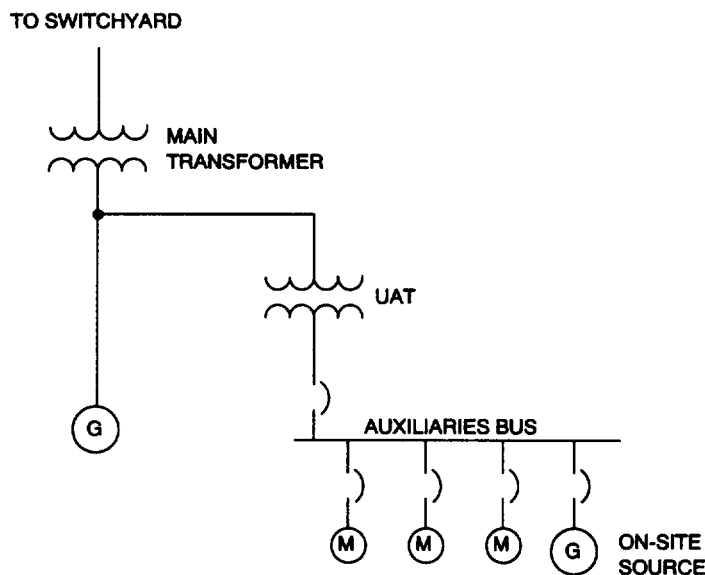 TO SWITCHYARD
MAIN
TRANSFORMER
UAT
G
AUXILIARIES BUS
M M M G
ON-SITE
SOURCE